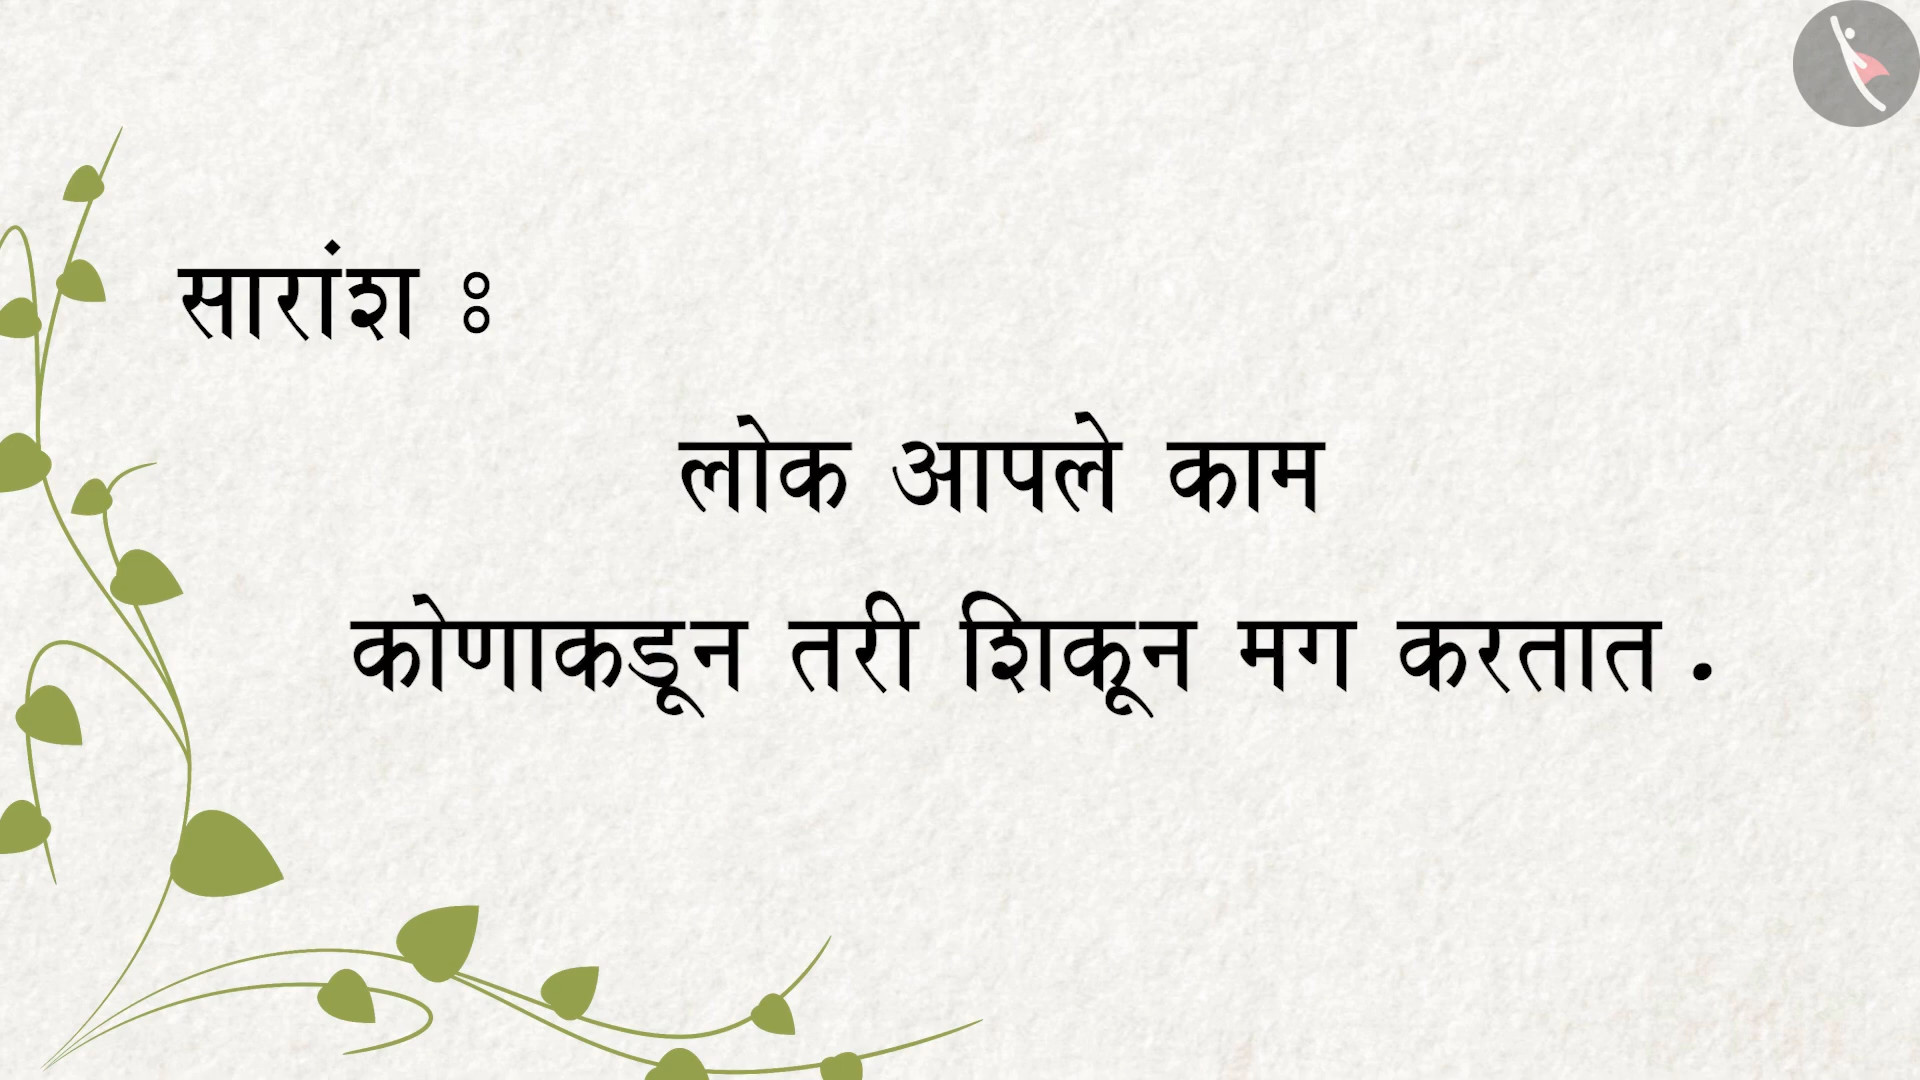 सारांश ः
लोक आपले काम
कोणाकडून तरी शिकून मग करतात .